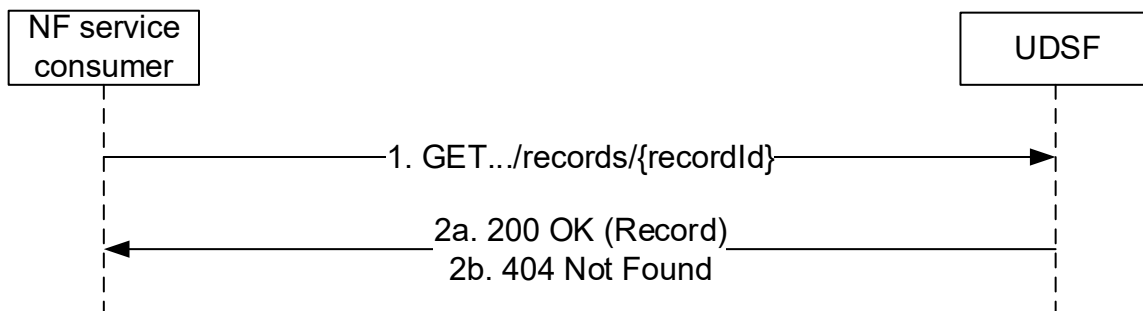 NF service
consumer
UDSF
1. GET.../records/{recordId}
2a. 200 OK (Record)
2b. 404 Not Found